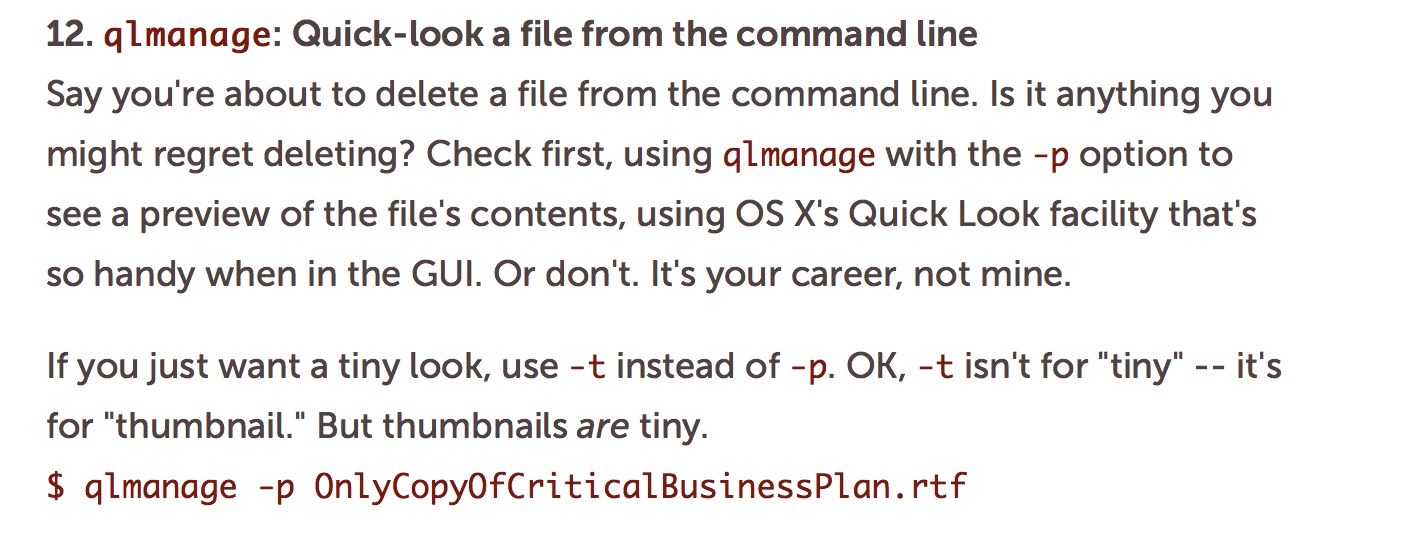 12. qlmanage: Quick-look a file from the command line
Say you're about to delete a file from the command line. Is it anything you
might regret deleting? Check first, using qlmanage with the -p option to
see a preview of the file's contents, using OS X's Quick Look facility that's
so handy when in the GUI. Or don't. It's your career, not mine.
If you just want a tiny look, use -t instead of -p. OK, -t isn't for "tiny" -- it's
for "thumbnail." But thumbnails are tiny.
$ qlmanage -p OnlyCopyOfCriticalBusinessPlan.rtf